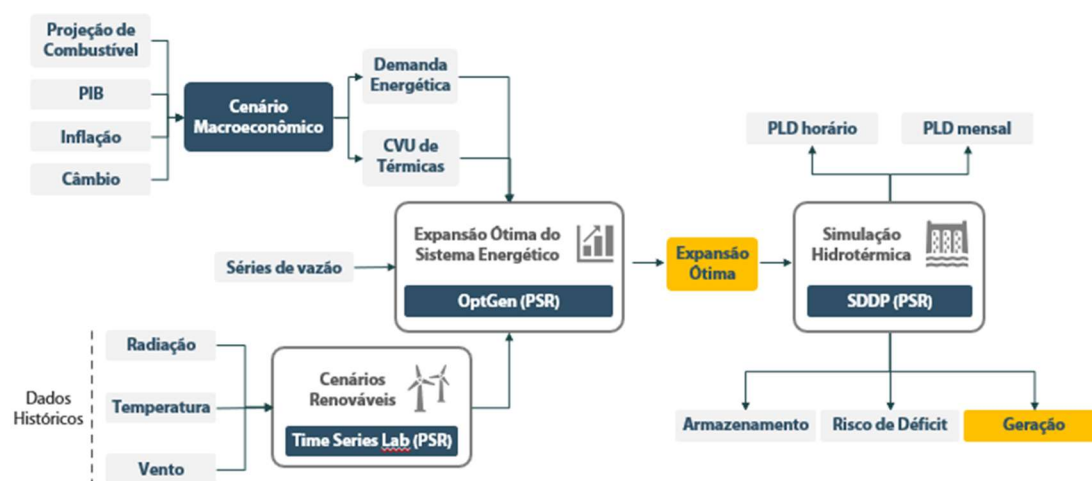 Projeção de
Combustível
PIB
Inflação
Câmbio
Cenário
Macroeconômico
Demanda
Energética
CVU de
Térmicas
Séries de vazão
Expansão Ótima do
Sistema Energético
OptGen (PSR)
Expansão
Ótima
PLD horário
PLD mensal
Simulação
Hidrotérmica
SDDP (PSR)
Dados
Históricos
Radiação
Temperatura
Vento
Cenários
Renováveis
Time Series Lab (PSR)
Armazenamento
Risco de Déficit
Geração